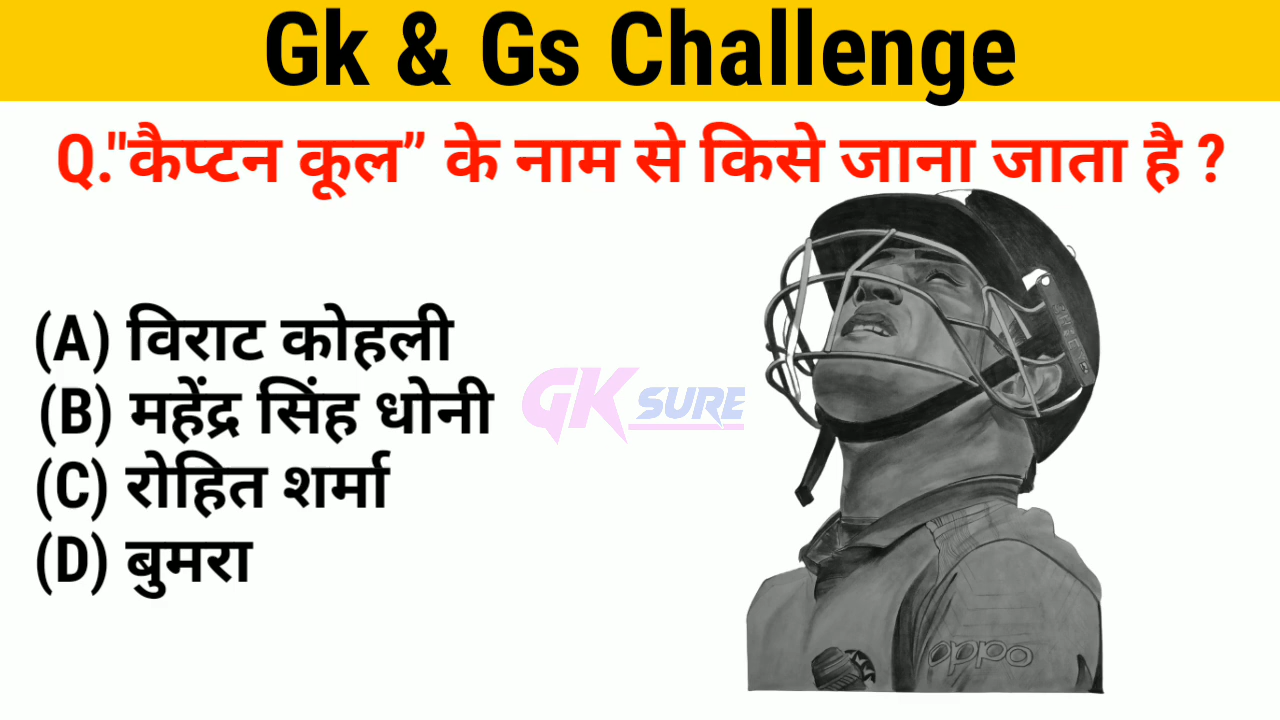 Gk & Gs Challenge
Q."कैप्टन कूल” के नाम से किसे जाना जाता है ?
(A) विराट कोहली
(B) महेंद्र सिंह धोनी
(C) रोहित शर्मा
(D) बुमरा
GK SURE
oppo